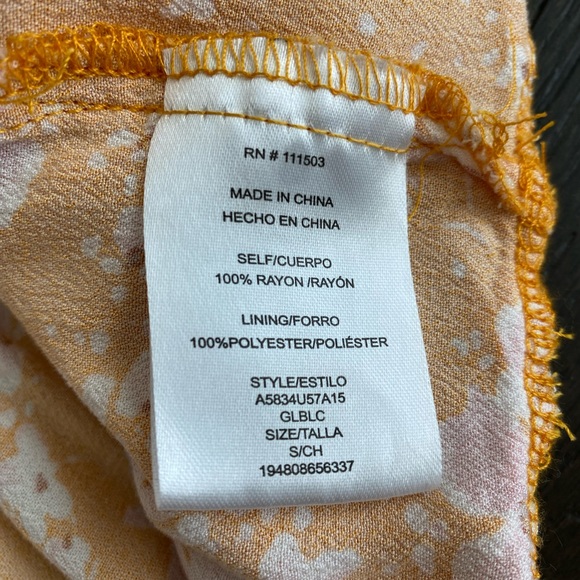 RN # 111503
MADE IN CHINA
HECHO EN CHINA
SELF/CUERPO
100% RAYON /RAYÓN
LINING/FORRO
100%POLYESTER/POLIÉSTER
STYLE/ESTILO
A5834U57A15
GLBLC
SIZE/TALLA
S/CH
194808656337